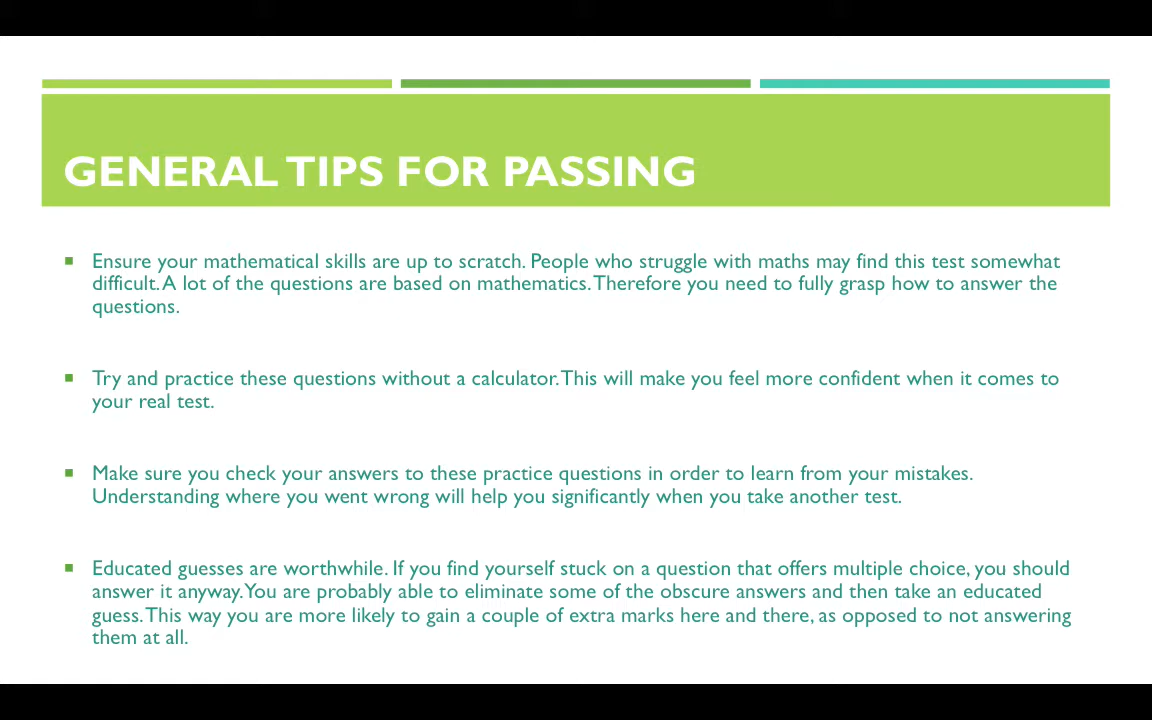 GENERAL TIPS FOR PASSING
Ensure your mathematical skills are up to scratch. People who struggle with maths may find this test somewhat
difficult. A lot of the questions are based on mathematics. Therefore you need to fully grasp how to answer the
questions.
Try and practice these questions without a calculator. This will make you feel more confident when it comes to
your real test.
Make sure you check your answers to these practice questions in order to learn from your mistakes.
Understanding where you went wrong will help you significantly when you take another test.
Educated guesses are worthwhile. If you find yourself stuck on a question that offers multiple choice, you should
answer it anyway. You are probably able to eliminate some of the obscure answers and then take an educated
guess. This way you are more likely to gain a couple of extra marks here and there, as opposed to not answering
them at all.